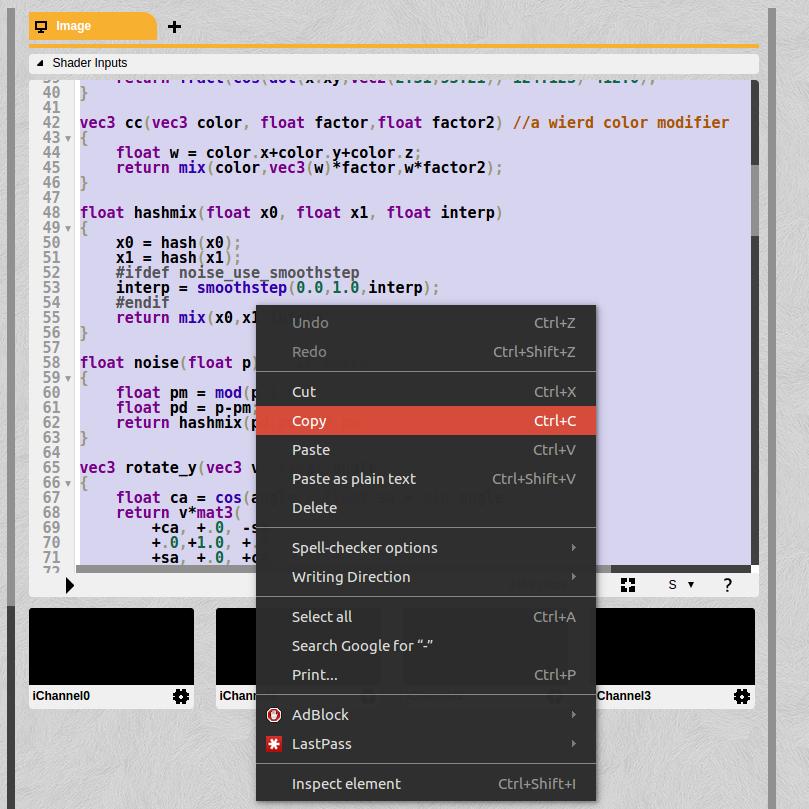 Image
Shader Inputs
39 return fract(cos(dot(x.xy,vec2(2.31,53.21))*124.123)*412.0);
40 }
41
42 vec3 cc(vec3 color, float factor,float factor2) //a wierd color modifier
43 {
44 float w = color.x+color.y+color.z;
45 return mix(color,vec3(w)*factor,w*factor2);
46 }
47
48 float hashmix(float x0, float x1, float interp)
49 {
50 x0 = hash(x0);
51 x1 = hash(x1);
52 #ifdef noise_use_smoothstep
53 interp = smoothstep(0.0,1.0,interp);
54 #endif
55 return mix(x0,x1
56 }
57
58 float noise(float p)
59 {
60 float pm = mod(p
61 float pd = p-pm;
62 return hashmix(p
63 }
64
65 vec3 rotate_y(vec3 v
66 {
67 float ca = cos(
68 return v*mat3(
69 +ca, +.0, -s
70 +.0,+1.0, +.
71 +sa, +.0, +c
72
Undo Ctrl+Z
Redo Ctrl+Shift+Z
Cut Ctrl+X
Copy Ctrl+C
Paste Ctrl+V
Paste as plain text Ctrl+Shift+V
Delete
Spell-checker options
Writing Direction
Select all Ctrl+A
Search Google for “-”
Print... Ctrl+P
AdBlock
LastPass
Inspect element Ctrl+Shift+I
S ?
iChannel0
iChann
Channel3